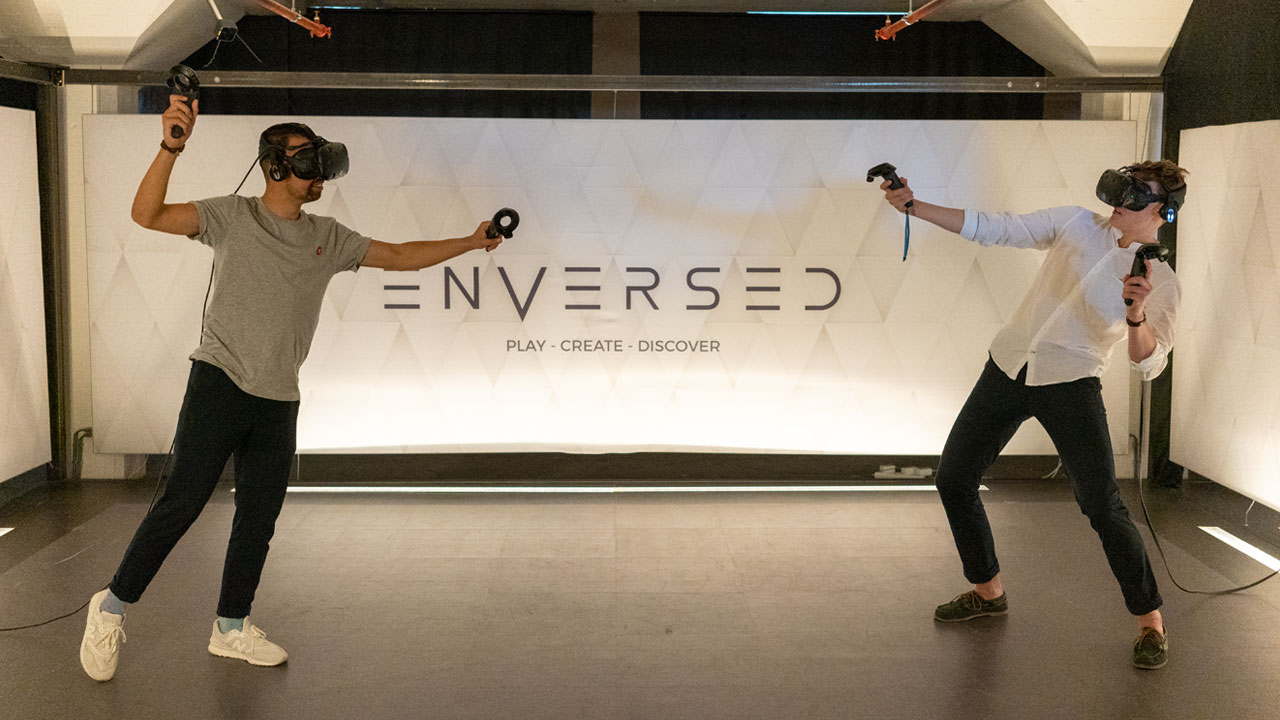 ENVERSED
PLAY - CREATE - DISCOVER